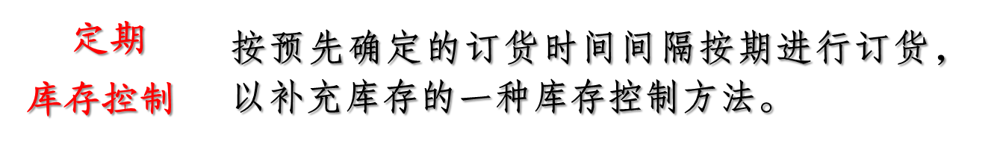 定期
库存控制
按预先确定的订货时间间隔按期进行订货，
以补充库存的一种库存控制方法。